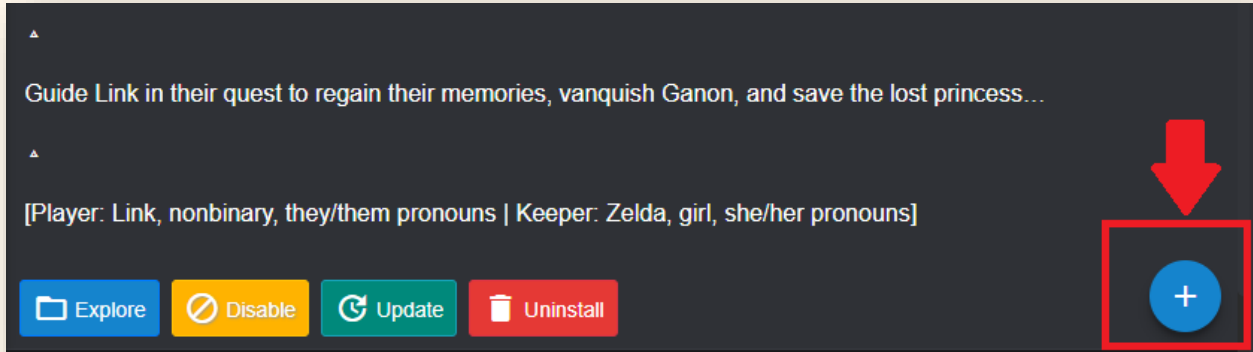 Guide Link in their quest to regain their memories, vanquish Ganon, and save the lost princess…
[Player: Link, nonbinary, they/them pronouns | Keeper: Zelda, girl, she/her pronouns]
Explore Disable Update Uninstall +